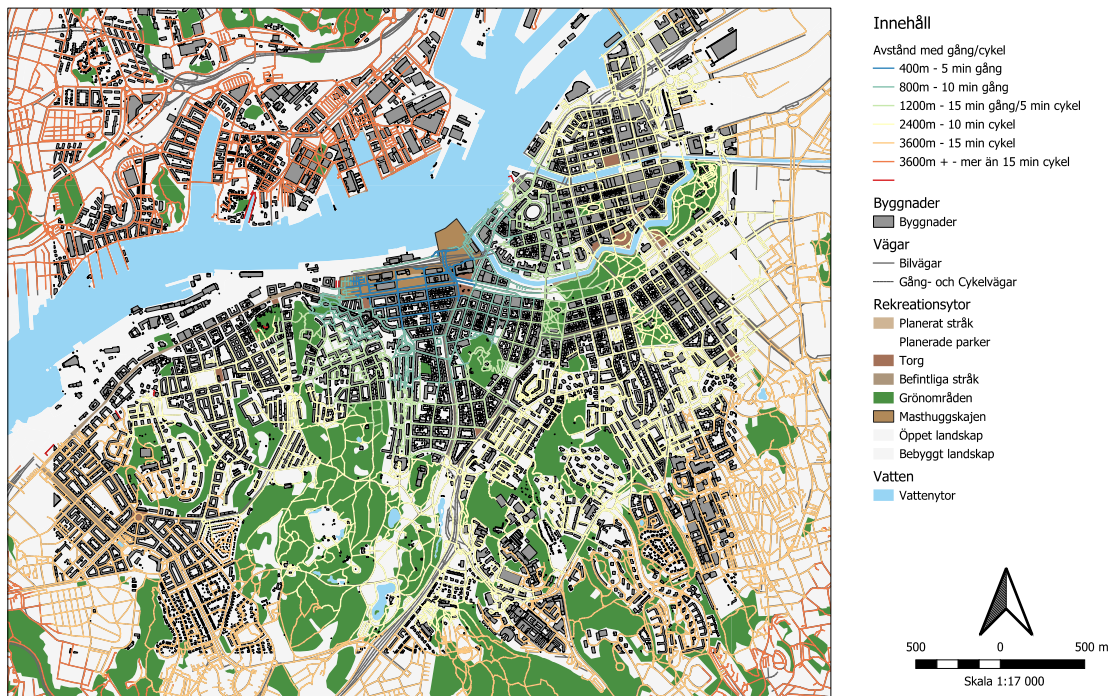 Innehåll
Avstånd med gång/cykel
400m - 5 min gång
800m - 10 min gång
1200m - 15 min gång/5 min cykel
2400m - 10 min cykel
3600m - 15 min cykel
3600m + - mer än 15 min cykel
Byggnader
Byggnader
Vägar
Bilvägar
Gång- och Cykelvägar
Rekreationsytor
Planerat stråk
Planerade parker
Torg
Befintliga stråk
Grönområden
Masthuggskajen
Öppet landskap
Bebyggt landskap
Vatten
Vattenytor
500 0 500 m
Skala 1:17 000